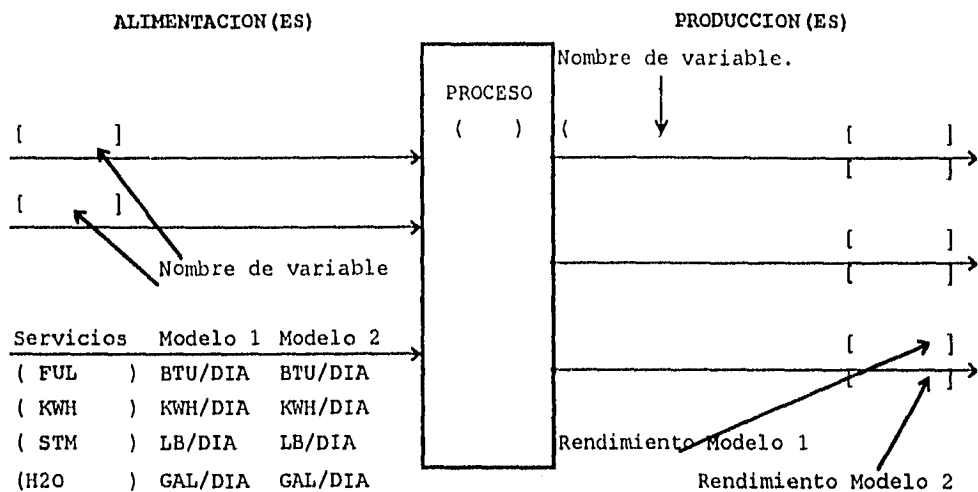 ALIMENTACION(ES) PRODUCCION(ES)
Nombre de variable.
PROCESO
[ ] ( ) ( [ ]
[ ]
[ ]
[ ]
[ ]
Nombre de variable
Servicios Modelo 1 Modelo 2
[ ]
( FUL ) BTU/DIA BTU/DIA
[ ]
( KWH ) KWH/DIA KWH/DIA
( STM ) LB/DIA LB/DIA
Rendimiento Modelo 1
(H2O ) GAL/DIA GAL/DIA
Rendimiento Modelo 2